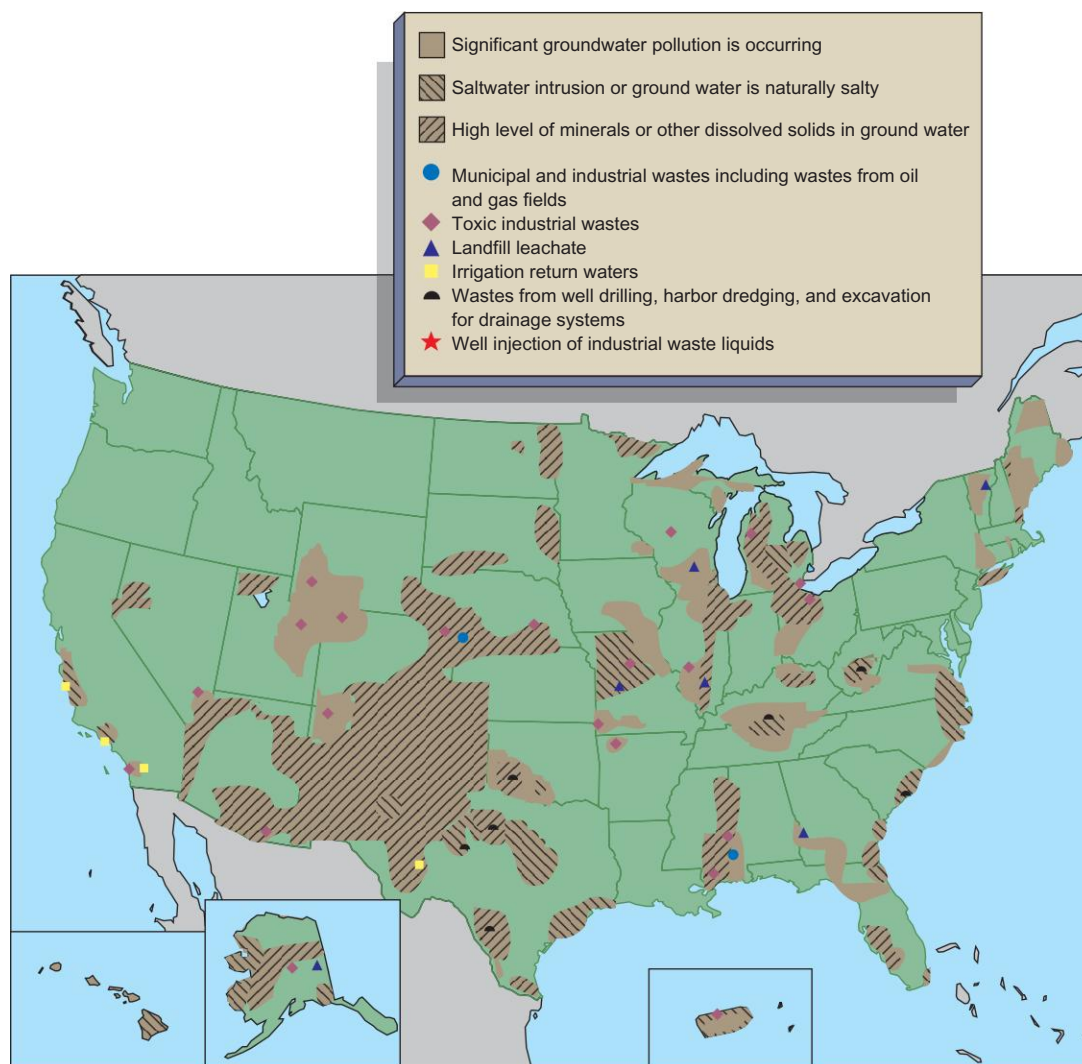 Significant groundwater pollution is occurring
Saltwater intrusion or ground water is naturally salty
High level of minerals or other dissolved solids in ground water
Municipal and industrial wastes including wastes from oil
and gas fields
Toxic industrial wastes
Landfill leachate
Irrigation return waters
Wastes from well drilling, harbor dredging, and excavation
for drainage systems
Well injection of industrial waste liquids